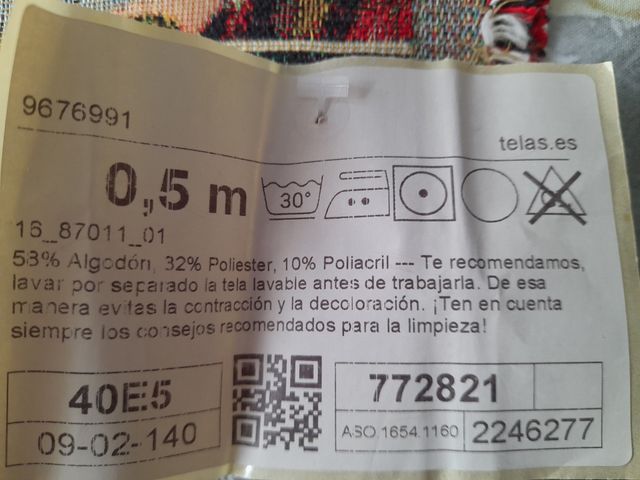 9676991
telas.es
0,5 m
30°
16_87011_01
58% Algodón, 32% Poliester, 10% Poliacril --- Te recomendamos,
lavar por separado la tela lavable antes de trabajarla. De esa
manera evitas la contracción y la decoloración. ¡Ten en cuenta
siempre los consejos recomendados para la limpieza!
40E5
772821
09-02-140
ASO.1654.1160
2246277